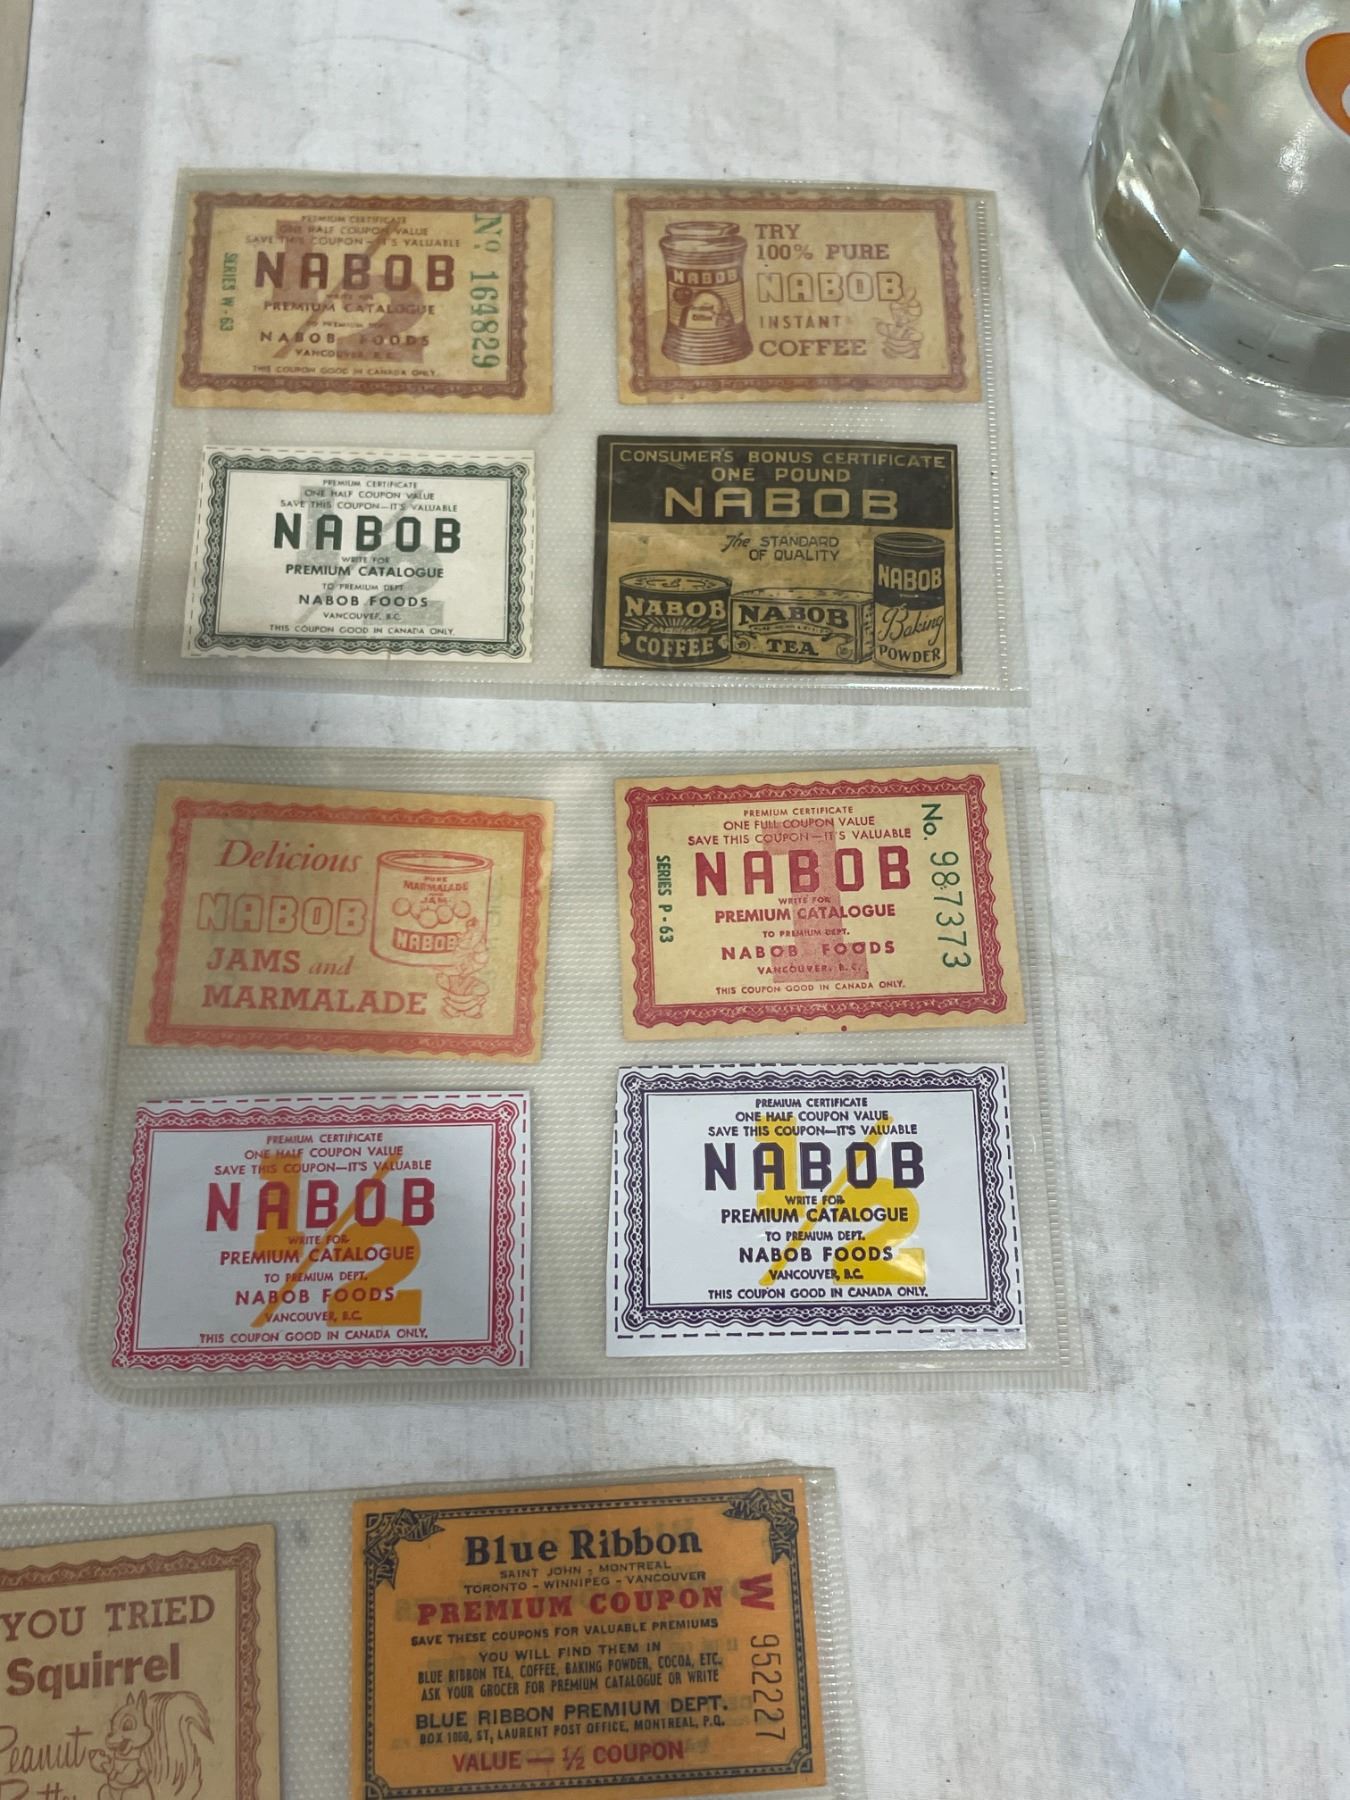 PREMIUM CERTIFICATE
ONE HALF COUPON VALUE
SAVE THIS COUPON—IT'S VALUABLE
NABOB
WRITE FOR
PREMIUM CATALOGUE
TO PREMIUM DEPT.
NABOB FOODS
VANCOUVER, B.C.
THIS COUPON GOOD IN CANADA ONLY.
SERIES W-63
No. 164829
1/2
TRY
100% PURE
NABOB
INSTANT
COFFEE
NABOB
PREMIUM CERTIFICATE
ONE HALF COUPON VALUE
SAVE THIS COUPON—IT'S VALUABLE
NABOB
WRITE FOR
PREMIUM CATALOGUE
TO PREMIUM DEPT.
NABOB FOODS
VANCOUVER, B.C.
THIS COUPON GOOD IN CANADA ONLY.
1/2
CONSUMER'S BONUS CERTIFICATE
ONE POUND
NABOB
The STANDARD
OF QUALITY
NABOB
COFFEE
NABOB
TEA
NABOB
Baking
POWDER
Delicious
NABOB
JAMS and
MARMALADE
PURE
MARMALADE
JAM
NABOB
PREMIUM CERTIFICATE
ONE FULL COUPON VALUE
SAVE THIS COUPON—IT'S VALUABLE
NABOB
WRITE FOR
PREMIUM CATALOGUE
TO PREMIUM DEPT.
NABOB FOODS
VANCOUVER, B.C.
THIS COUPON GOOD IN CANADA ONLY.
SERIES P-63
No. 987373
1
PREMIUM CERTIFICATE
ONE HALF COUPON VALUE
SAVE THIS COUPON—IT'S VALUABLE
NABOB
WRITE FOR
PREMIUM CATALOGUE
TO PREMIUM DEPT.
NABOB FOODS
VANCOUVER, B.C.
THIS COUPON GOOD IN CANADA ONLY.
1/2
PREMIUM CERTIFICATE
ONE HALF COUPON VALUE
SAVE THIS COUPON—IT'S VALUABLE
NABOB
WRITE FOR
PREMIUM CATALOGUE
TO PREMIUM DEPT.
NABOB FOODS
VANCOUVER, B.C.
THIS COUPON GOOD IN CANADA ONLY.
1/2
YOU TRIED
Squirrel
Peanut
Blue Ribbon
SAINT JOHN - MONTREAL
TORONTO - WINNIPEG - VANCOUVER
PREMIUM COUPON
SAVE THESE COUPONS FOR VALUABLE PREMIUMS
YOU WILL FIND THEM IN
BLUE RIBBON TEA, COFFEE, BAKING POWDER, COCOA, ETC.
ASK YOUR GROCER FOR PREMIUM CATALOGUE OR WRITE
BLUE RIBBON PREMIUM DEPT.
BOX 1060, ST. LAURENT POST OFFICE, MONTREAL, P.Q.
VALUE — ½ COUPON
W 952227